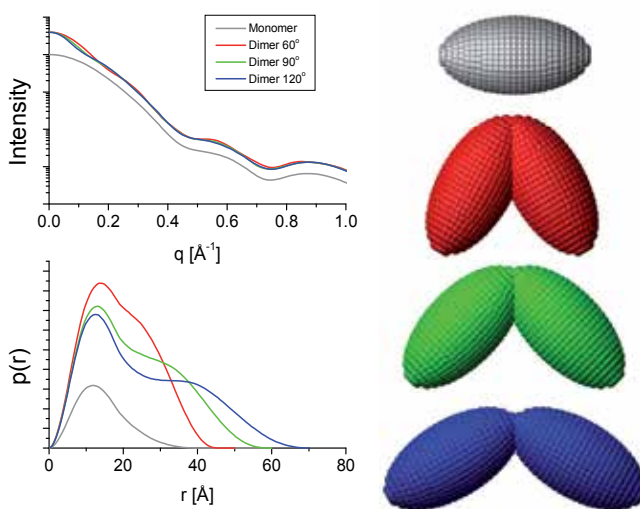 Monomer
Dimer 60°
Dimer 90°
Dimer 120°
Intensity
0.0 0.2 0.4 0.6 0.8 1.0
q [Å⁻¹]
p(r)
0 20 40 60 80
r [Å]